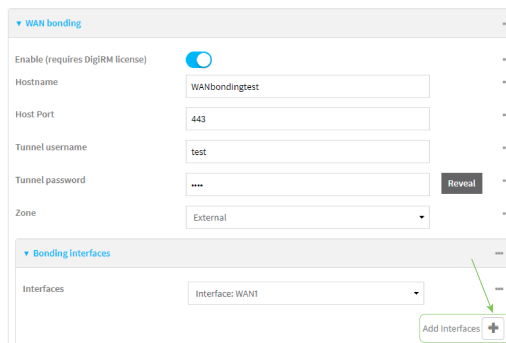 WAN bonding
Enable (requires DigiRM license)
Hostname
WANbondingtest
Host Port
443
Tunnel username
test
Tunnel password
••••
Reveal
Zone
External
Bonding interfaces
Interfaces
Interface: WAN1
Add Interfaces